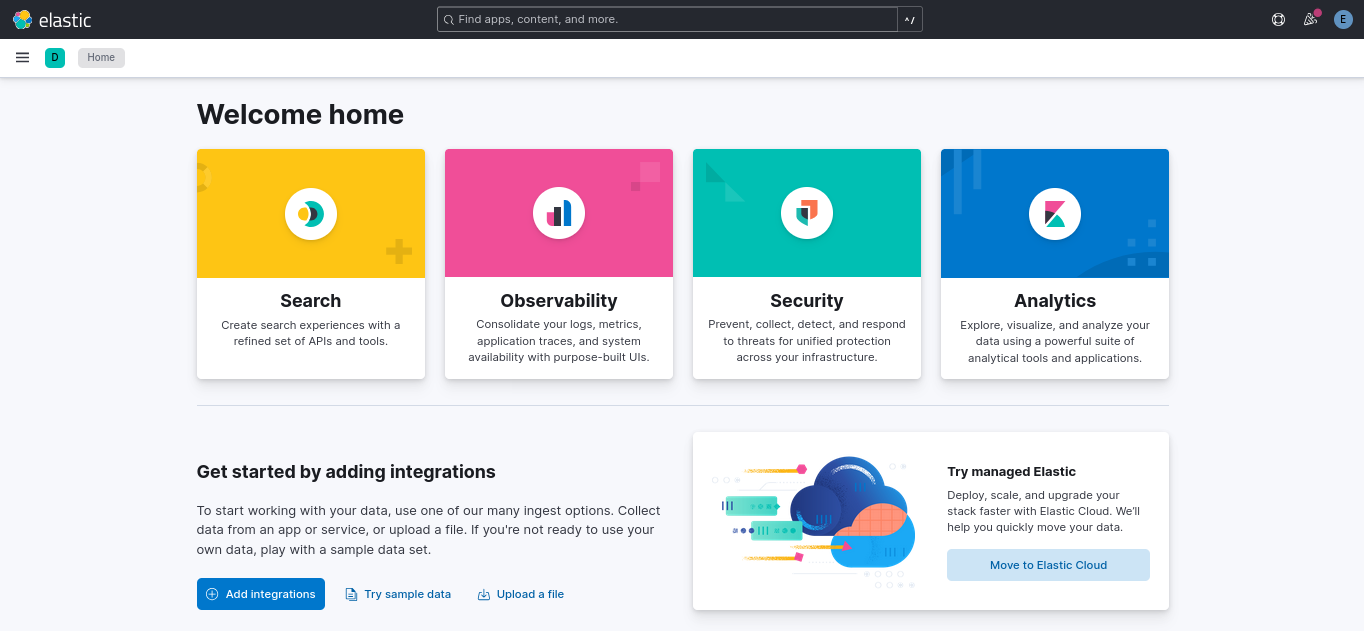 elastic
Find apps, content, and more.
^/
E
D
Home
Welcome home
Search
Create search experiences with a
refined set of APIs and tools.
Observability
Consolidate your logs, metrics,
application traces, and system
availability with purpose-built UIs.
Security
Prevent, collect, detect, and respond
to threats for unified protection
across your infrastructure.
Analytics
Explore, visualize, and analyze your
data using a powerful suite of
analytical tools and applications.
Get started by adding integrations
To start working with your data, use one of our many ingest options. Collect
data from an app or service, or upload a file. If you're not ready to use your
own data, play with a sample data set.
Add integrations
Try sample data
Upload a file
Try managed Elastic
Deploy, scale, and upgrade your
stack faster with Elastic Cloud. We'll
help you quickly move your data.
Move to Elastic Cloud